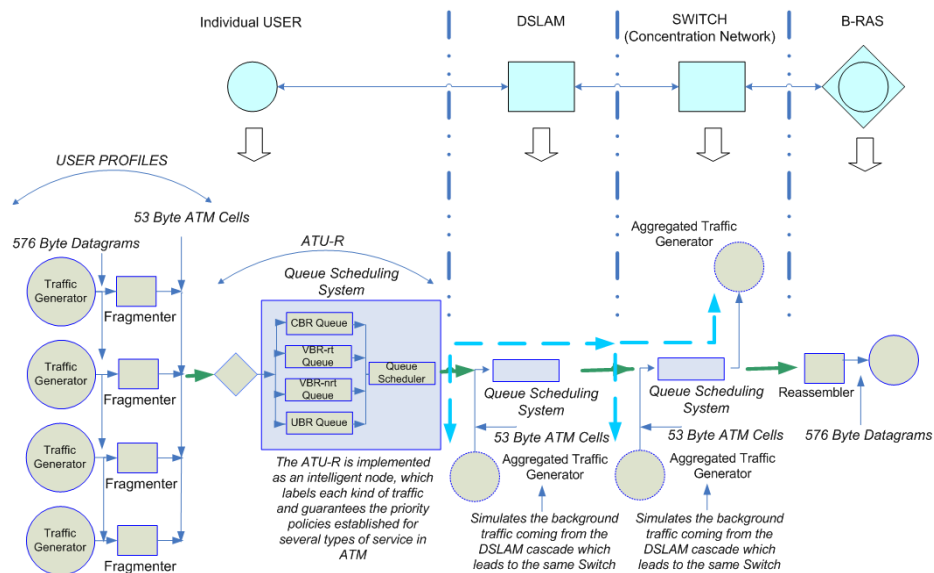 Individual USER
DSLAM
SWITCH
(Concentration Network)
B-RAS
USER PROFILES
53 Byte ATM Cells
576 Byte Datagrams
ATU-R
Queue Scheduling
System
Aggregated Traffic
Generator
Traffic
Generator
Fragmenter
Traffic
Generator
Fragmenter
Traffic
Generator
Fragmenter
Traffic
Generator
Fragmenter
CBR Queue
VBR-rt
Queue
VBR-nrt
Queue
UBR Queue
Queue
Scheduler
Queue Scheduling
System
Queue Scheduling
System
Reassembler
53 Byte ATM Cells
53 Byte ATM Cells
576 Byte Datagrams
The ATU-R is implemented
as an intelligent node, which
labels each kind of traffic
and guarantees the priority
policies established for
several types of service in
ATM
Aggregated Traffic
Generator
Aggregated Traffic
Generator
Simulates the background
traffic coming from the
DSLAM cascade which
leads to the same Switch
Simulates the background
traffic coming from the
DSLAM cascade which
leads to the same Switch